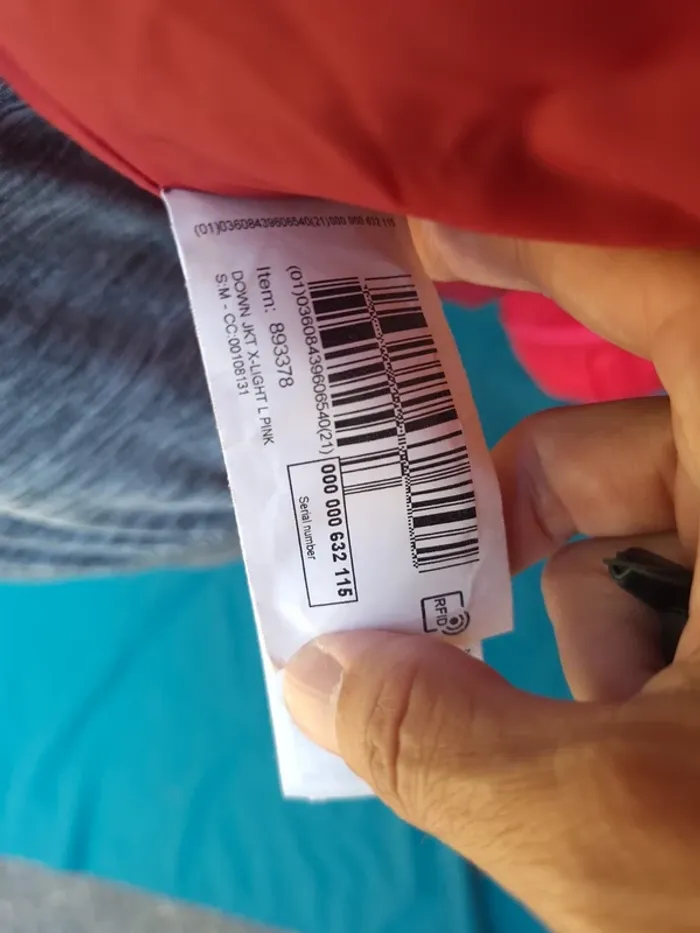 (01)03608439606540(21)000 000 632 115
(01)03608439606540(21) 000 000 632 115
Serial number
Item: 893378
DOWN JKT X-LIGHT L PINK
S:M - CC:00108131
RFID